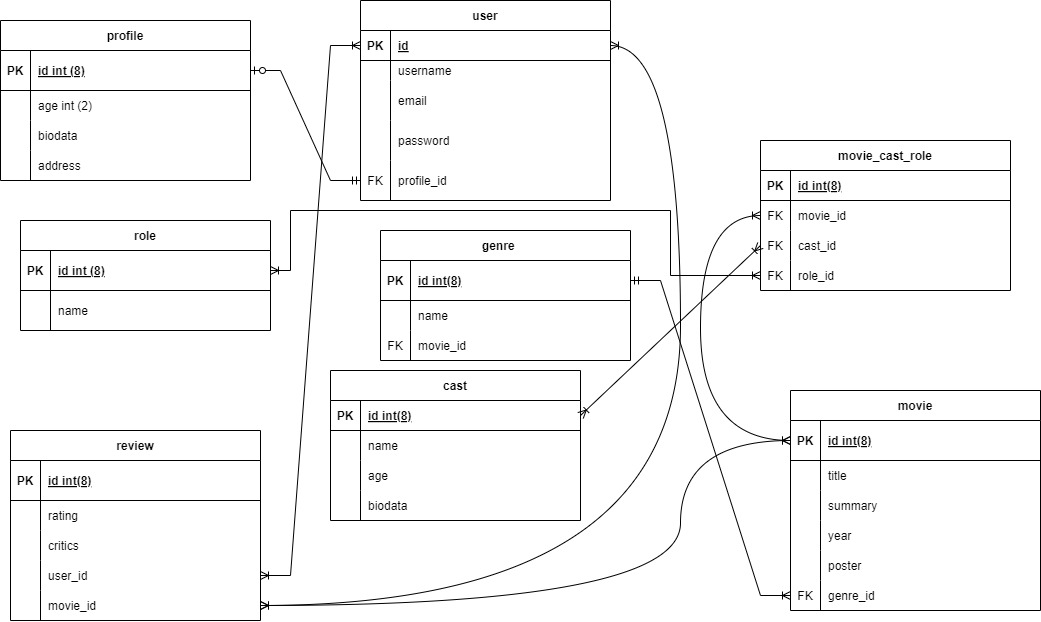 profile
PK id int (8)
age int (2)
biodata
address
user
PK id
username
email
password
FK profile_id
movie_cast_role
PK id int(8)
FK movie_id
FK cast_id
FK role_id
role
PK id int (8)
name
genre
PK id int(8)
name
FK movie_id
cast
PK id int(8)
name
age
biodata
review
PK id int(8)
rating
critics
user_id
movie_id
movie
PK id int(8)
title
summary
year
poster
FK genre_id